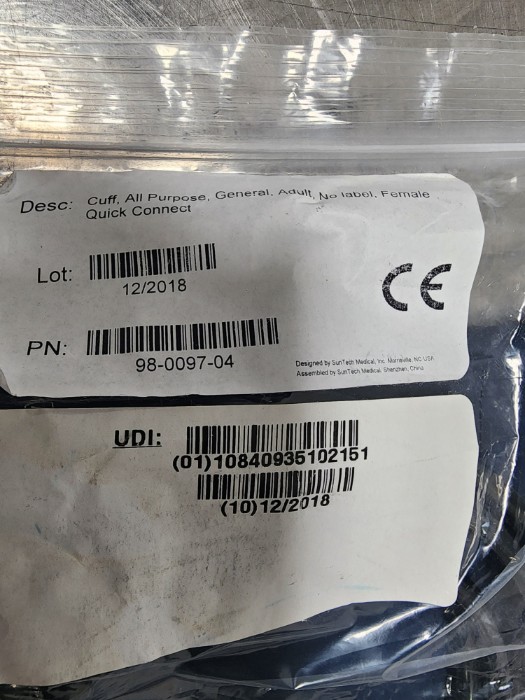 Desc: Cuff, All Purpose, General, Adult, No label, Female
Quick Connect
Lot:
12/2018
CE
PN:
98-0097-04
Designed by SunTech Medical, Inc. Morrisville, NC USA
Assembled by SunTech Medical, Shenzhen, China
UDI:
(01)10840935102151
(10)12/2018